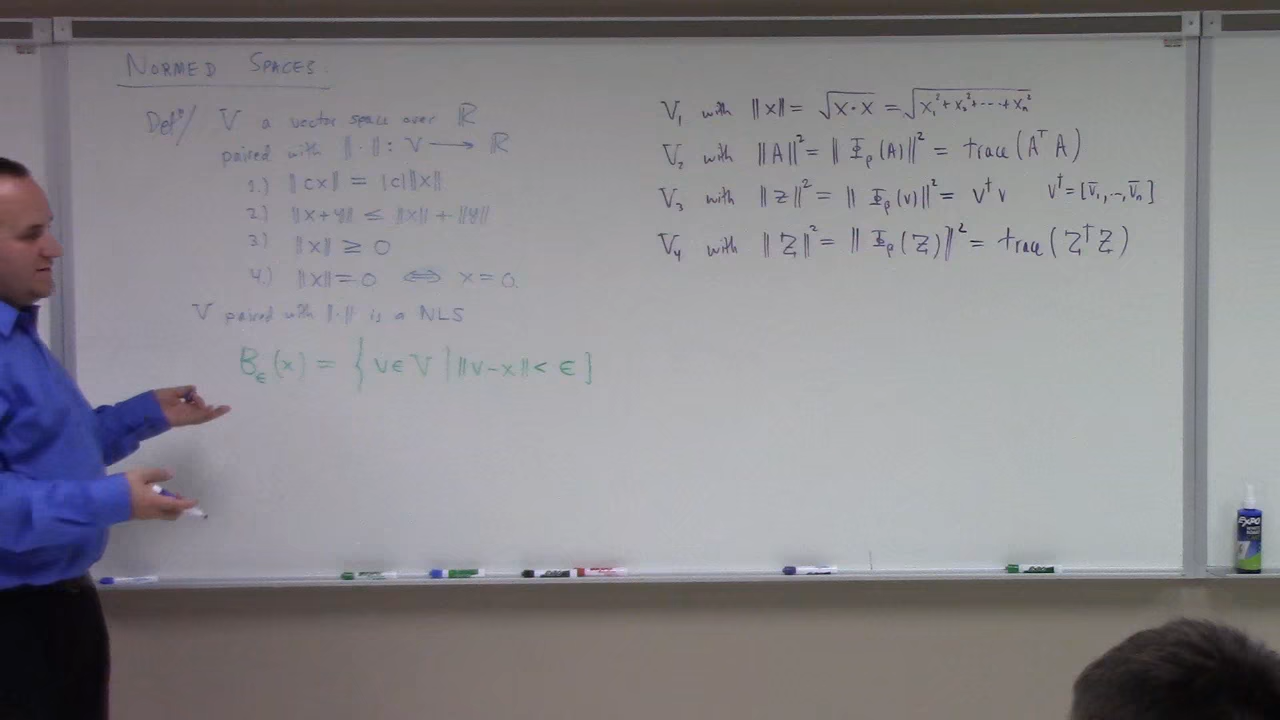 NORMED SPACES.
Defⁿ/ V a vector space over ℝ
paired with ‖·‖ : V → ℝ
1.) ‖cx‖ = |c|‖x‖
2.) ‖x+y‖ ≤ ‖x‖ + ‖y‖
3.) ‖x‖ ≥ 0
4.) ‖x‖ = 0 ⟺ x = 0.
V paired with ‖·‖ is a NLS
B_ε(x) = { v ∈ V | ‖v-x‖ < ε }
V₁ with ‖x‖ = √(x·x) = √(x₁² + x₂² + ··· + xₙ²)
V₂ with ‖A‖² = ‖Φ_β(A)‖² = trace(Aᵀ A)
V₃ with ‖z‖² = ‖Φ_β(v)‖² = v† v v† = [v̄₁, .., v̄ₙ]
V₄ with ‖Z‖² = ‖Φ_β(Z)‖² = trace(Z† Z)
EXPO